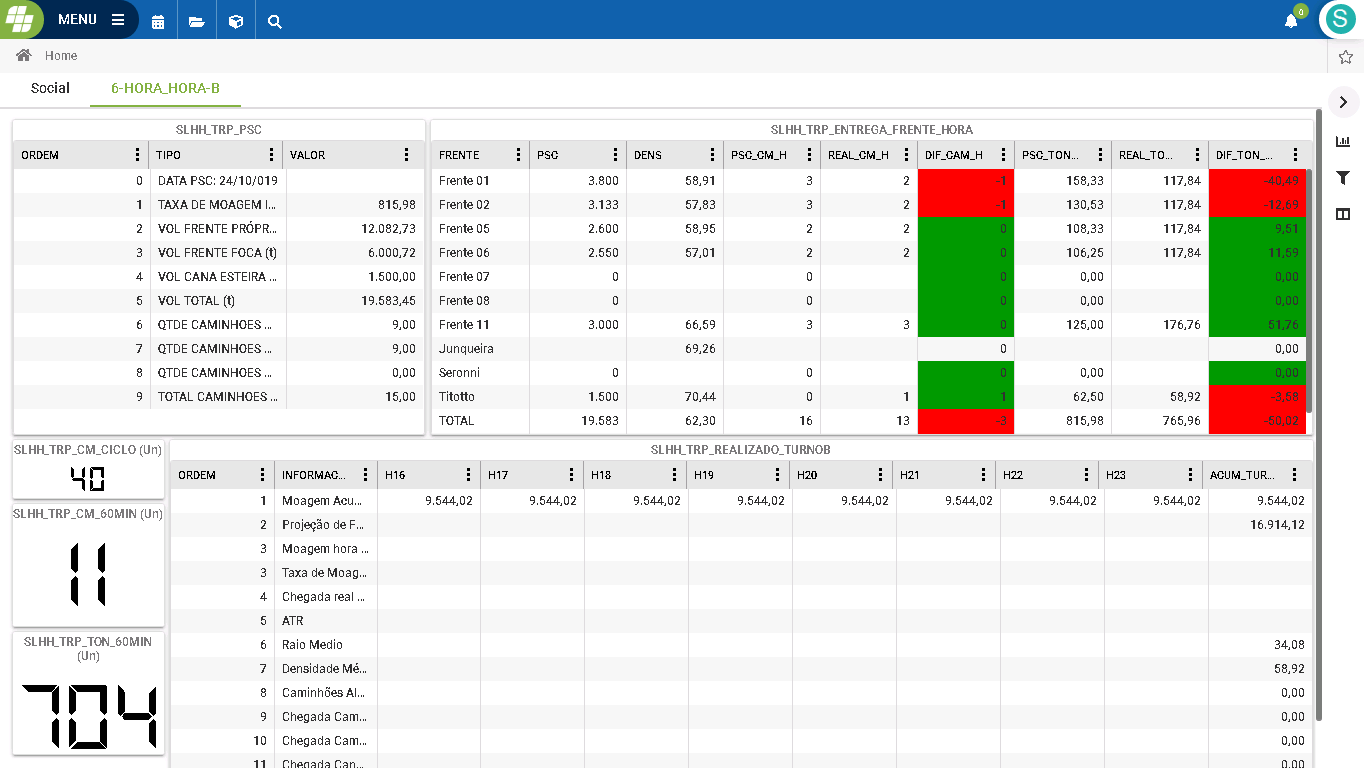 MENU
0
S
Home
Social 6-HORA_HORA-B
SLHH_TRP_PSC
ORDEM TIPO VALOR
0 DATA PSC: 24/10/019
1 TAXA DE MOAGEM I... 815,98
2 VOL FRENTE PRÓPR... 12.082,73
3 VOL FRENTE FOCA (t) 6.000,72
4 VOL CANA ESTEIRA ... 1.500,00
5 VOL TOTAL (t) 19.583,45
6 QTDE CAMINHOES ... 9,00
7 QTDE CAMINHOES ... 9,00
8 QTDE CAMINHOES ... 0,00
9 TOTAL CAMINHOES ... 15,00
SLHH_TRP_ENTREGA_FRENTE_HORA
FRENTE PSC DENS PSC_CM_H REAL_CM_H DIF_CAM_H PSC_TON... REAL_TO... DIF_TON_...
Frente 01 3.800 58,91 3 2 -1 158,33 117,84 -40,49
Frente 02 3.133 57,83 3 2 -1 130,53 117,84 -12,69
Frente 05 2.600 58,95 2 2 0 108,33 117,84 9,51
Frente 06 2.550 57,01 2 2 0 106,25 117,84 11,59
Frente 07 0 0 0 0,00 0,00
Frente 08 0 0 0 0,00 0,00
Frente 11 3.000 66,59 3 3 0 125,00 176,76 51,76
Junqueira 69,26 0 0,00
Seronni 0 0 0 0,00 0,00
Titotto 1.500 70,44 0 1 1 62,50 58,92 -3,58
TOTAL 19.583 62,30 16 13 -3 815,98 765,96 -50,02
SLHH_TRP_CM_CICLO (Un)
40
SLHH_TRP_CM_60MIN (Un)
11
SLHH_TRP_TON_60MIN
(Un)
704
SLHH_TRP_REALIZADO_TURNOB
ORDEM INFORMAC... H16 H17 H18 H19 H20 H21 H22 H23 ACUM_TUR...
1 Moagem Acu... 9.544,02 9.544,02 9.544,02 9.544,02 9.544,02 9.544,02 9.544,02 9.544,02 9.544,02
2 Projeção de F... 16.914,12
3 Moagem hora ...
3 Taxa de Moag...
4 Chegada real ...
5 ATR
6 Raio Medio 34,08
7 Densidade Mé... 58,92
8 Caminhões Al... 0,00
9 Chegada Cam... 0,00
10 Chegada Cam... 0,00
11 Chegada Can... 0,00